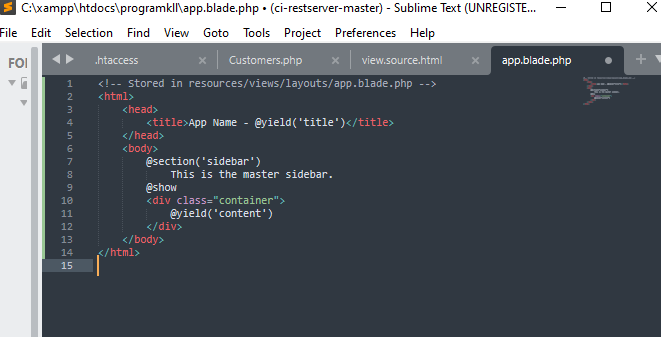 C:\xampp\htdocs\programkll\app.blade.php • (ci-restserver-master) - Sublime Text (UNREGISTE...
File Edit Selection Find View Goto Tools Project Preferences Help
FOI
.htaccess Customers.php view.source.html app.blade.php
1 <!-- Stored in resources/views/layouts/app.blade.php -->
2 <html>
3 <head>
4 <title>App Name - @yield('title')</title>
5 </head>
6 <body>
7 @section('sidebar')
8 This is the master sidebar.
9 @show
10 <div class="container">
11 @yield('content')
12 </div>
13 </body>
14 </html>
15